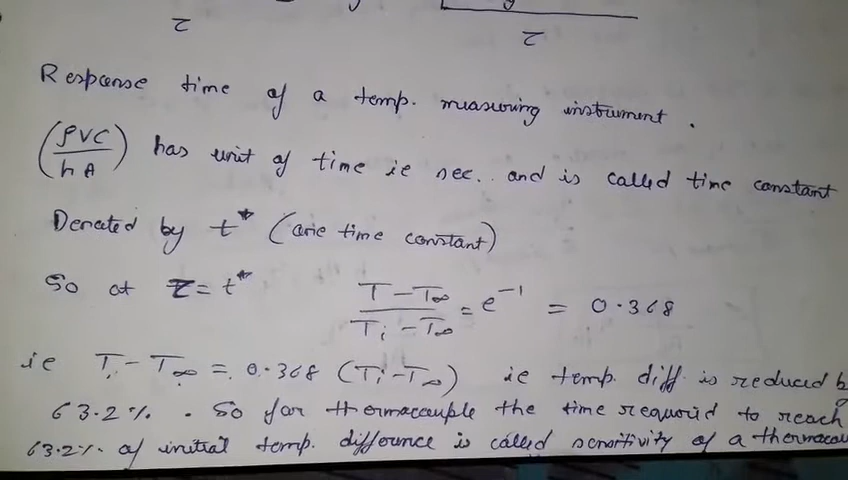 τ τ
Response time of a temp. measuring instrument.
(ρVC / hA) has unit of time ie sec. and is called time constant
Denoted by t* (one time constant)
So at τ = t* (T - T∞) / (Ti - T∞) = e⁻¹ = 0.368
ie T - T∞ = 0.368 (Ti - T∞) ie temp. diff. is reduced b
63.2%. So for thermocouple the time requrid to reach
63.2%. of initial temp. difference is called sensitivity of a thermocou